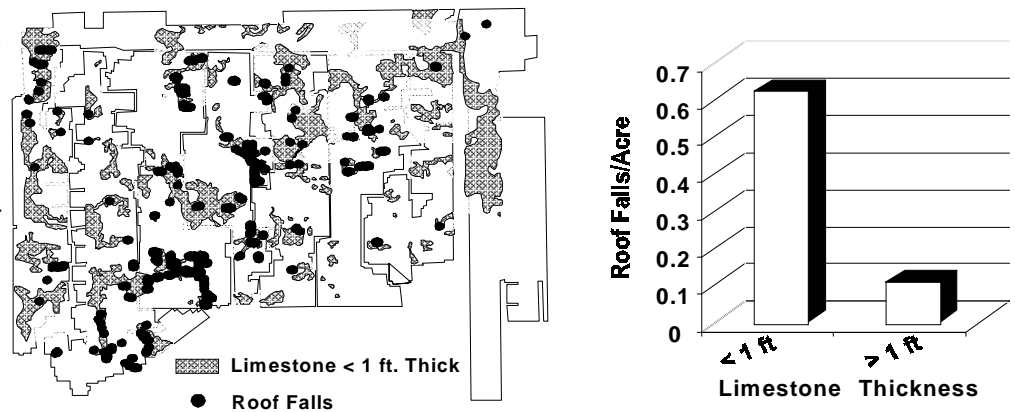 Limestone < 1 ft. Thick
Roof Falls
Roof Falls/Acre
0.7
0.6
0.5
0.4
0.3
0.2
0.1
0
< 1 ft
> 1 ft
Limestone Thickness